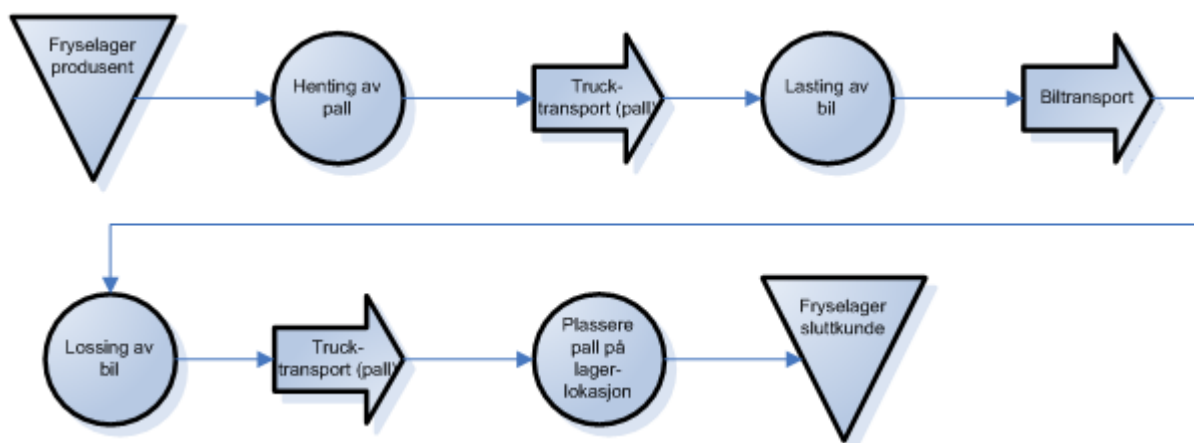 Fryselager
produsent
Henting av
pall
Truck-
transport (pall)
Lasting av
bil
Biltransport
Lossing av
bil
Truck-
transport (pall)
Plassere
pall på
lager-
lokasjon
Fryselager
sluttkunde